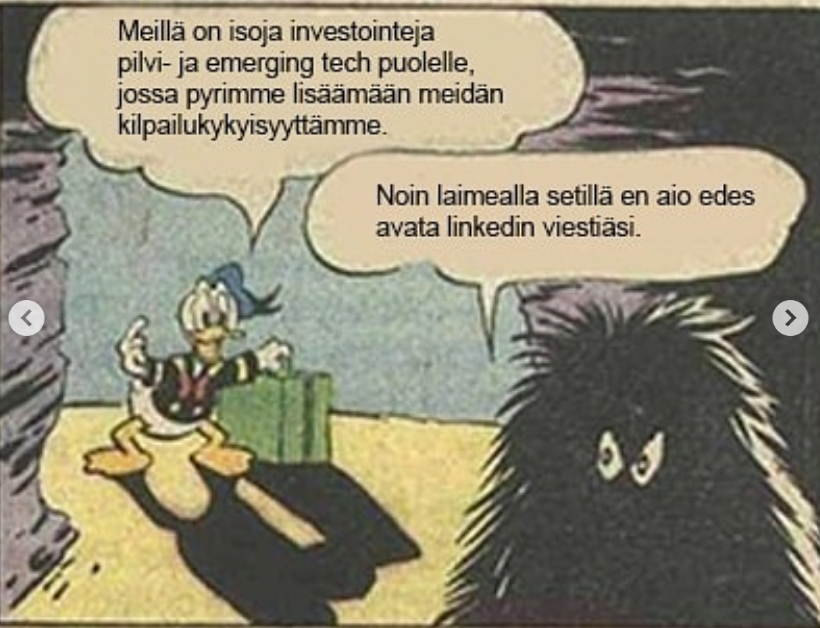 Meillä on isoja investointeja
pilvi- ja emerging tech puolelle,
jossa pyrimme lisäämään meidän
kilpailukykyisyyttämme.
Noin laimealla setillä en aio edes
avata linkedin viestiäsi.